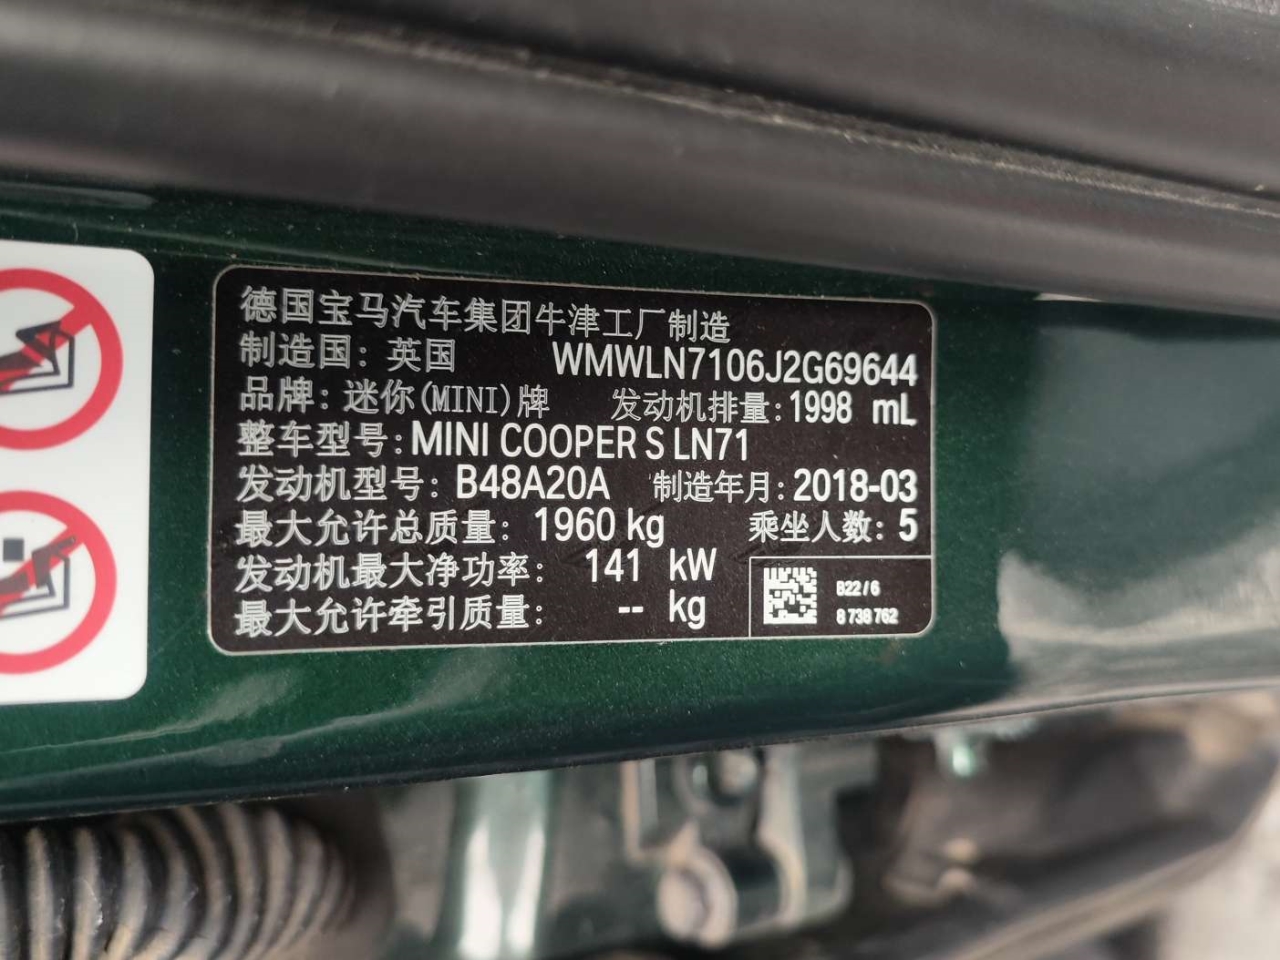 德国宝马汽车集团牛津工厂制造
制造国：英国 WMWLN7106J2G69644
品牌：迷你(MINI)牌 发动机排量：1998 mL
整车型号：MINI COOPER S LN71
发动机型号：B48A20A 制造年月：2018-03
最大允许总质量：1960 kg 乘坐人数：5
发动机最大净功率：141 kW
最大允许牵引质量：-- kg
B22/6
8 738 762